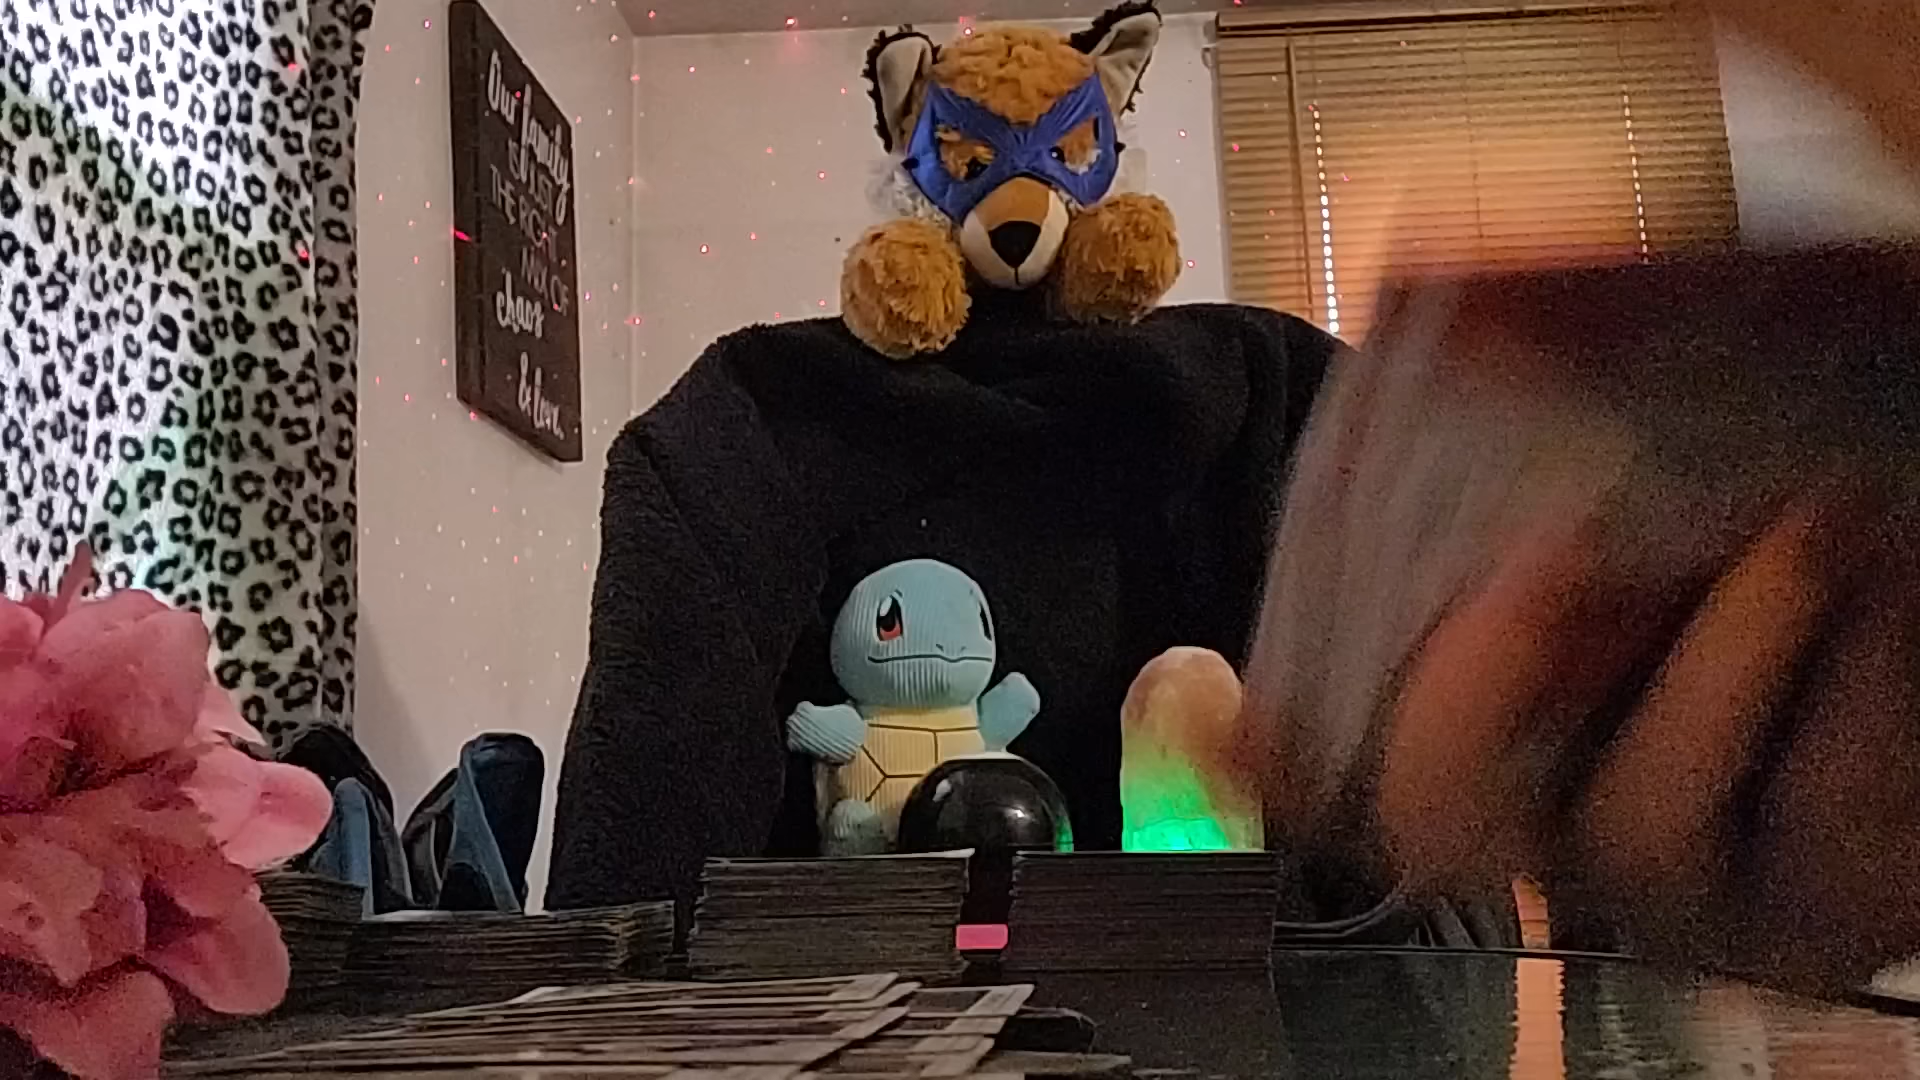 Our family
IS JUST
THE RIGHT
MIX OF
chaos
& Love.